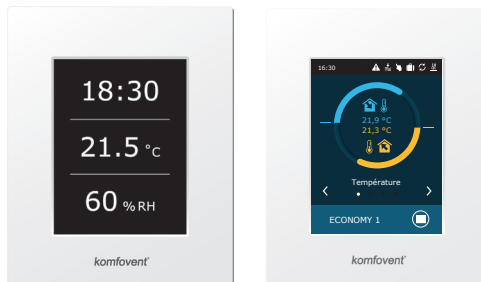 18:30
21.5 °C
60 % RH
komfovent
16:30
21,9 °C
21,3 °C
Température
ECONOMY 1
komfovent